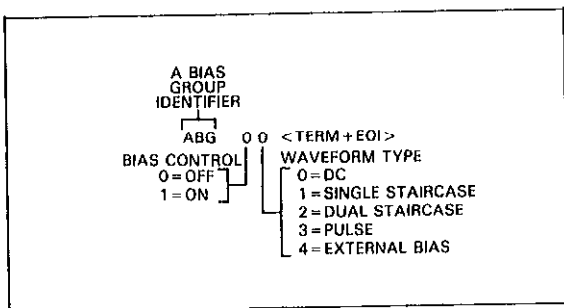 A BIAS
GROUP
IDENTIFIER
ABG 0 0 <TERM+EOI>
BIAS CONTROL
0=OFF
1=ON
WAVEFORM TYPE
0=DC
1=SINGLE STAIRCASE
2=DUAL STAIRCASE
3=PULSE
4=EXTERNAL BIAS